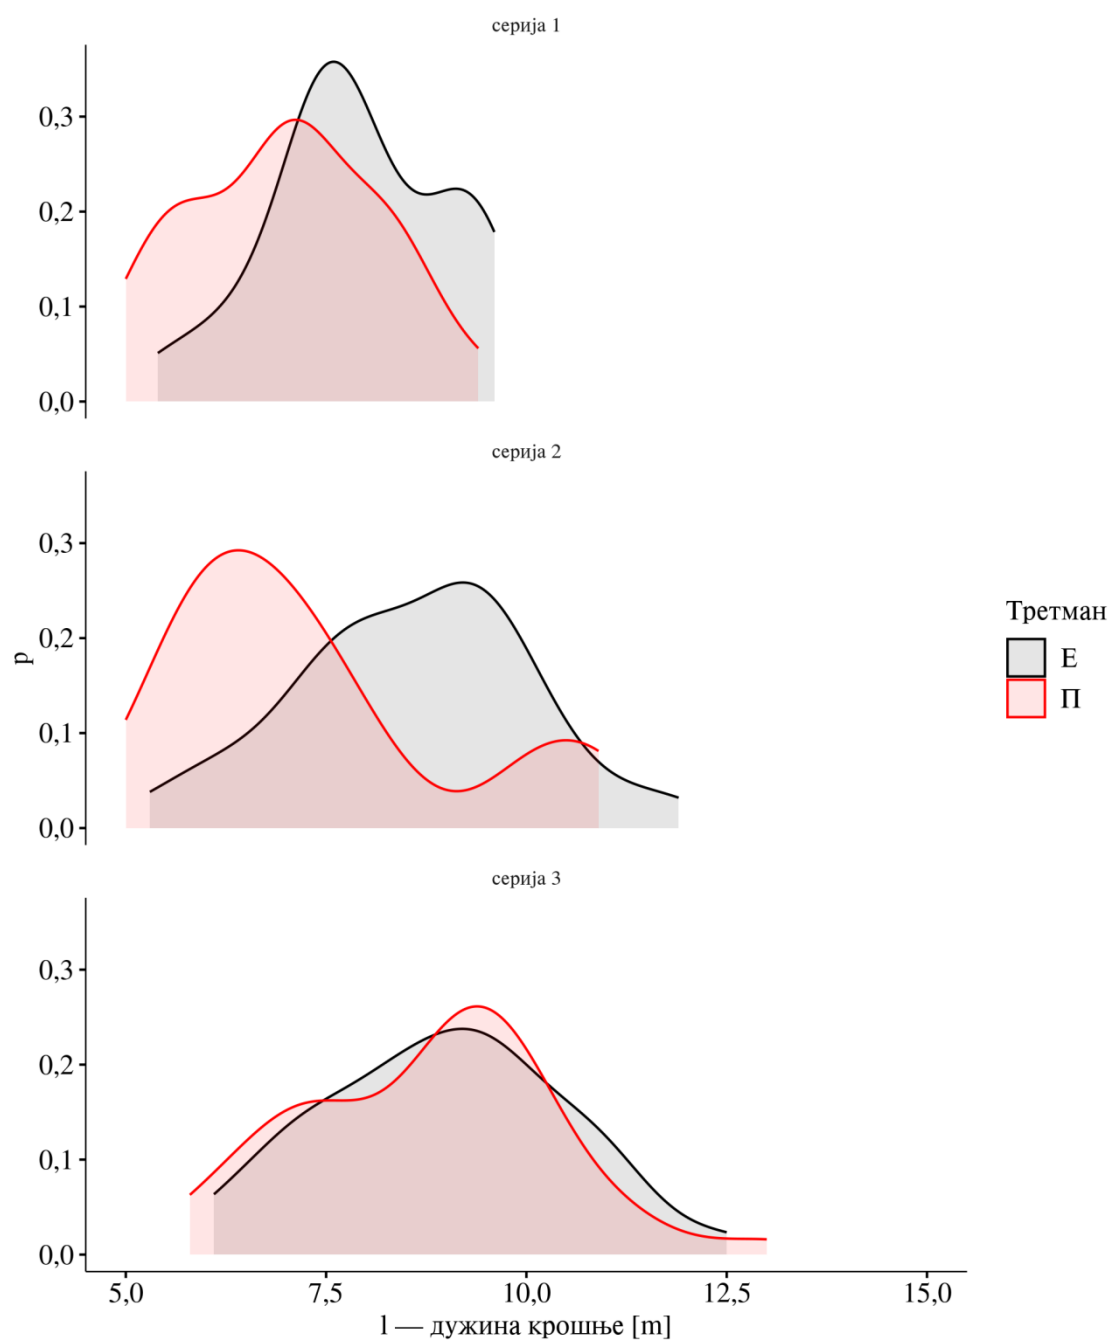 серија 1
0,3
0,2
0,1
0,0
серија 2
0,3
0,2
0,1
0,0
p
Третман
Е
П
серија 3
0,3
0,2
0,1
0,0
5,0 7,5 10,0 12,5 15,0
l — дужина крошње [m]